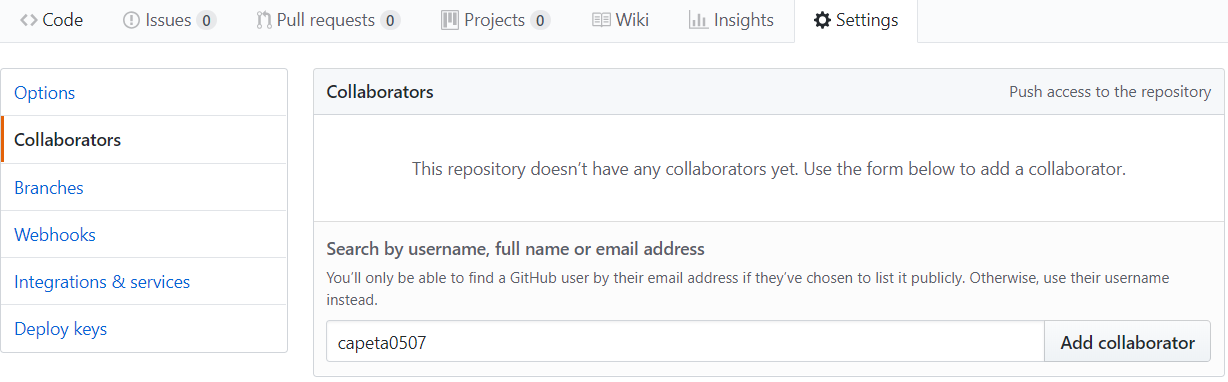 Code Issues 0 Pull requests 0 Projects 0 Wiki Insights Settings
Options
Collaborators
Branches
Webhooks
Integrations & services
Deploy keys
Collaborators Push access to the repository
This repository doesn’t have any collaborators yet. Use the form below to add a collaborator.
Search by username, full name or email address
You’ll only be able to find a GitHub user by their email address if they’ve chosen to list it publicly. Otherwise, use their username
instead.
capeta0507 Add collaborator